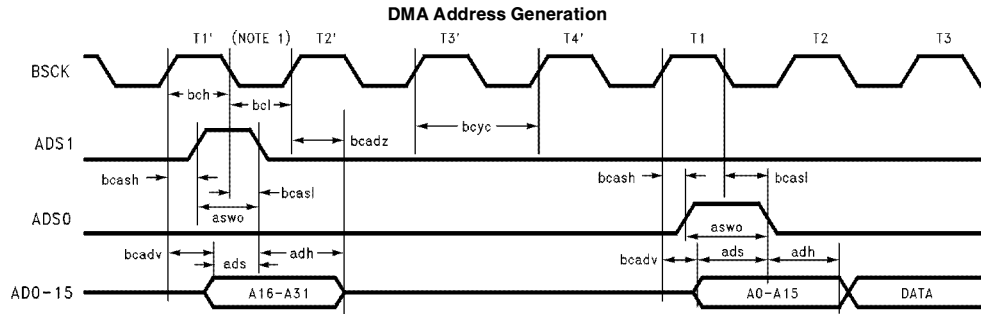 DMA Address Generation
T1' (NOTE 1) T2' T3' T4' T1 T2 T3
BSCK
bch bcl bcadz bcyc
ADS1
bcash bcasl bcash bcasl
aswo
ADS0
aswo
bcadv ads adh bcadv ads adh
AD0-15 A16-A31 A0-A15 DATA